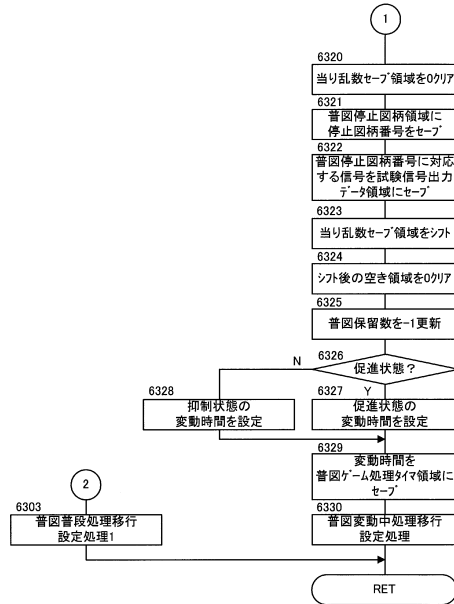 1
6320
当り乱数セーブ領域を0クリア
6321
普図停止図柄領域に
停止図柄番号をセーブ
6322
普図停止図柄番号に対応
する信号を試験信号出力
データ領域にセーブ
6323
当り乱数セーブ領域をシフト
6324
シフト後の空き領域を0クリア
6325
普図保留数を-1更新
6326
促進状態？
N
Y
6328
抑制状態の
変動時間を設定
6327
促進状態の
変動時間を設定
6329
変動時間を
普図ゲーム処理タイマ領域に
セーブ
2
6303
普図普段処理移行
設定処理1
6330
普図変動中処理移行
設定処理
RET